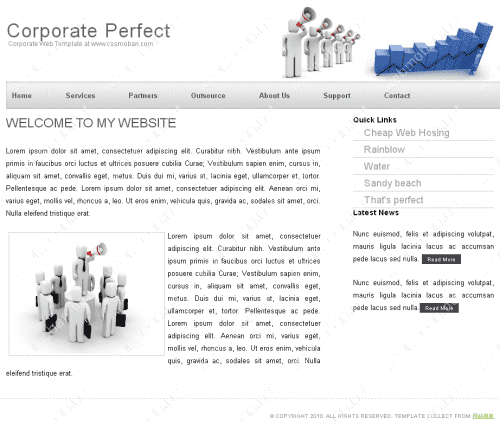 Corporate Perfect
Corporate Web Template at www.cssmoban.com
Home Services Partners Outsource About Us Support Contact
WELCOME TO MY WEBSITE
Lorem ipsum dolor sit amet, consectetuer adipiscing elit. Curabitur nibh. Vestibulum ante ipsum
primis in faucibus orci luctus et ultrices posuere cubilia Curae; Vestibulum sapien enim, cursus in,
aliquam sit amet, convallis eget, metus. Duis dui mi, varius at, lacinia eget, ullamcorper et, tortor.
Pellentesque ac pede. Lorem ipsum dolor sit amet, consectetuer adipiscing elit. Aenean orci mi,
varius eget, mollis vel, rhoncus a, leo. Ut eros enim, vehicula quis, gravida ac, sodales sit amet, orci.
Nulla eleifend tristique erat.
Lorem ipsum dolor sit amet, consectetuer
adipiscing elit. Curabitur nibh. Vestibulum ante
ipsum primis in faucibus orci luctus et ultrices
posuere cubilia Curae; Vestibulum sapien enim,
cursus in, aliquam sit amet, convallis eget,
metus. Duis dui mi, varius at, lacinia eget,
ullamcorper et, tortor. Pellentesque ac pede.
Lorem ipsum dolor sit amet, consectetuer
adipiscing elit. Aenean orci mi, varius eget,
mollis vel, rhoncus a, leo. Ut eros enim, vehicula
quis, gravida ac, sodales sit amet, orci. Nulla
eleifend tristique erat.
Quick Links
Cheap Web Hosing
Rainblow
Water
Sandy beach
That's perfect
Latest News
Nunc euismod, felis et adipiscing volutpat,
mauris ligula lacinia lacus ac accumsan
pede lacus sed nulla. Read More
Nunc euismod, felis et adipiscing volutpat,
mauris ligula lacinia lacus ac accumsan
pede lacus sed nulla. Read More
© COPYRIGHT 2010. ALL RIGHTS RESERVED. TEMPLATE COLLECT FROM 网站模板